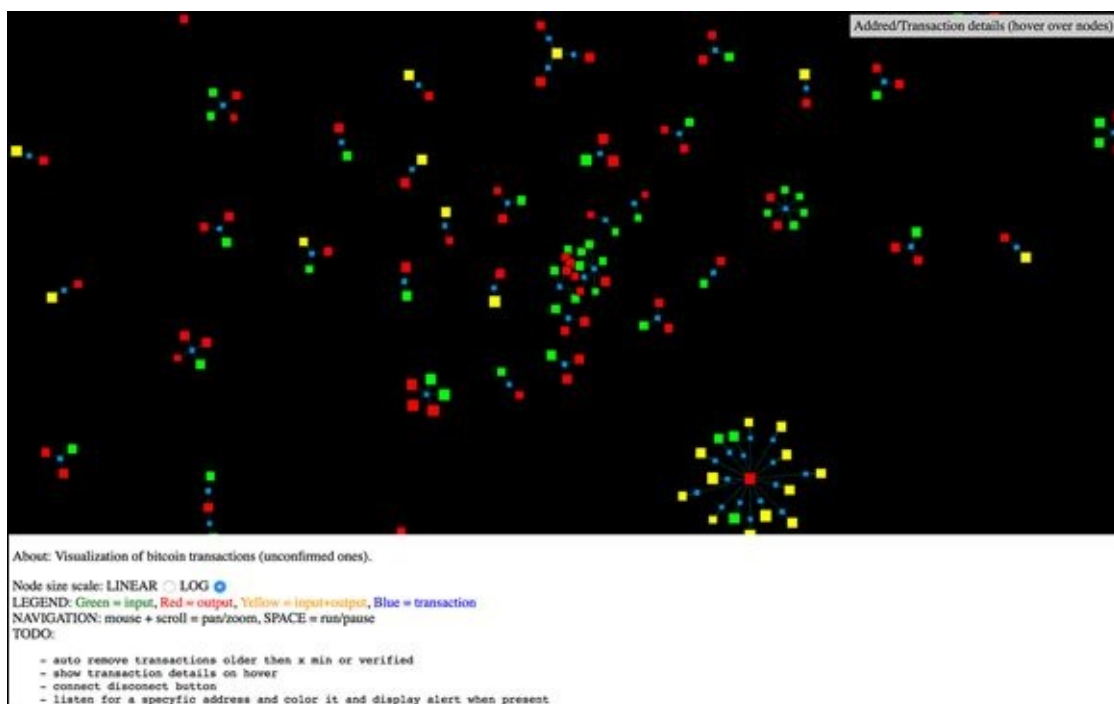 Addred/Transaction details (hover over nodes)
About: Visualization of bitcoin transactions (unconfirmed ones).
Node size scale: LINEAR LOG
LEGEND: Green = input, Red = output, Yellow = input+output, Blue = transaction
NAVIGATION: mouse + scroll = pan/zoom, SPACE = run/pause
TODO:
- auto remove transactions older then x min or verified
- show transaction details on hover
- connect disconect button
- listen for a specyfic address and color it and display alert when present